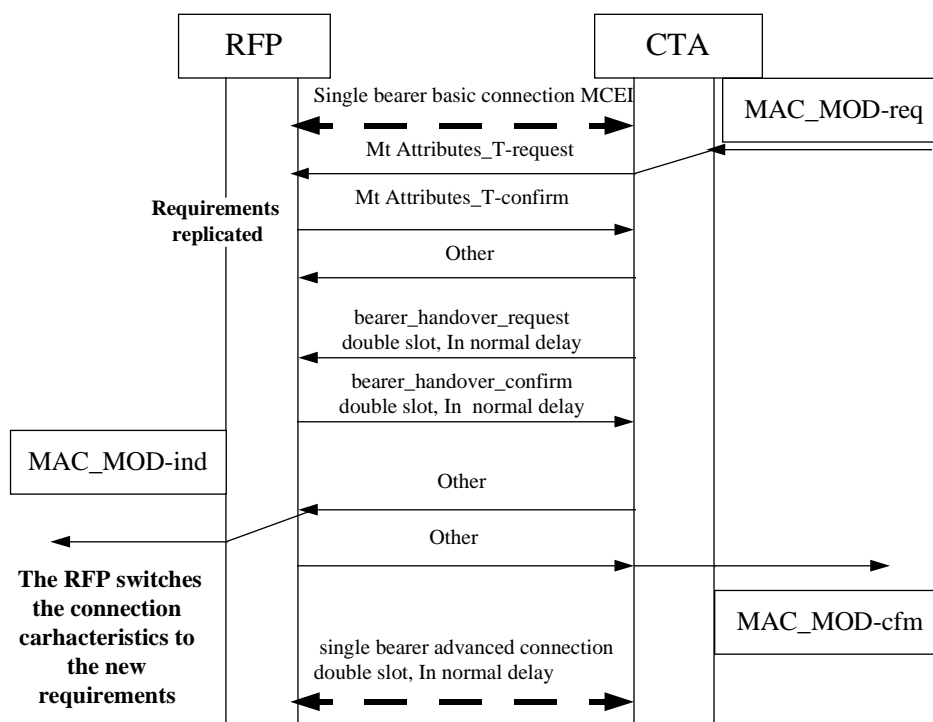 RFP
CTA
Single bearer basic connection MCEI
MAC_MOD-req
Mt Attributes_T-request
Requirements
replicated
Mt Attributes_T-confirm
Other
bearer_handover_request
double slot, In normal delay
bearer_handover_confirm
double slot, In normal delay
MAC_MOD-ind
Other
Other
The RFP switches
the connection
carhacteristics to
the new
requirements
MAC_MOD-cfm
single bearer advanced connection
double slot, In normal delay